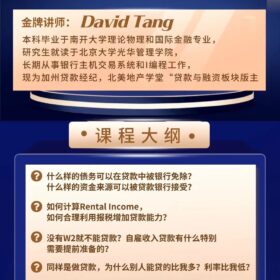 金牌讲师： David Tang
本科毕业于南开大学理论物理和国际金融专业，
研究生就读于北京大学光华管理学院，
长期从事银行主机交易系统和I编程工作，
现为加州贷款经纪，北美地产学堂“贷款与融资板块版主
课程大纲
什么样的债务可以在贷款中被银行免除？
什么样的资金来源可以被贷款银行接受？
如何计算Rental Income，
如何合理利用报税增加贷款能力？
没有W2就不能贷款？自雇收入贷款有什么特别
需要提前准备的？
同样是做贷款，为什么别人能贷的比我多？利率比我低？